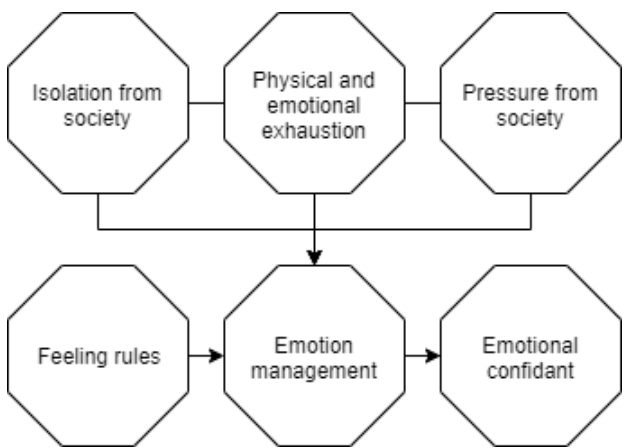 Isolation from
society
Physical and
emotional
exhaustion
Pressure from
society
Feeling rules
Emotion
management
Emotional
confidant